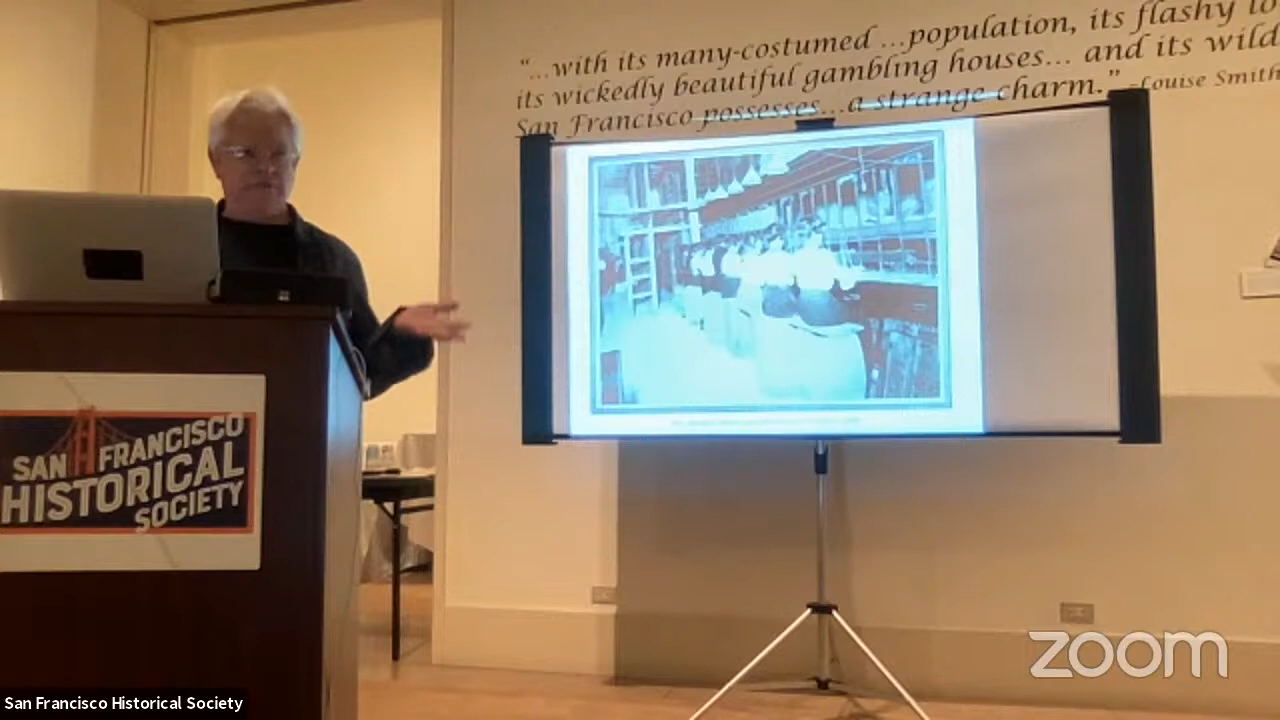 "...with its many-costumed ...population, its flashy
its wickedly beautiful gambling houses... and its wild
San Francisco possesses...a strange charm." -Louise Smith
SAN FRANCISCO
HISTORICAL
SOCIETY
zoom
San Francisco Historical Society